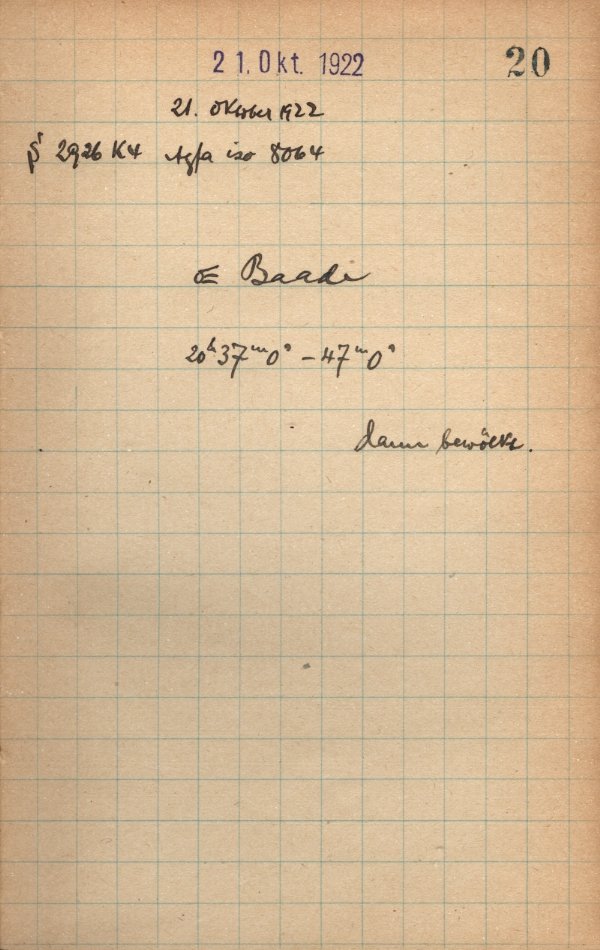 21. Okt. 1922
20
21. Oktober 1922
2926 K4 Agfa iso 8064
Baade
20h37m0s – 47m0s
dann bewölkt.